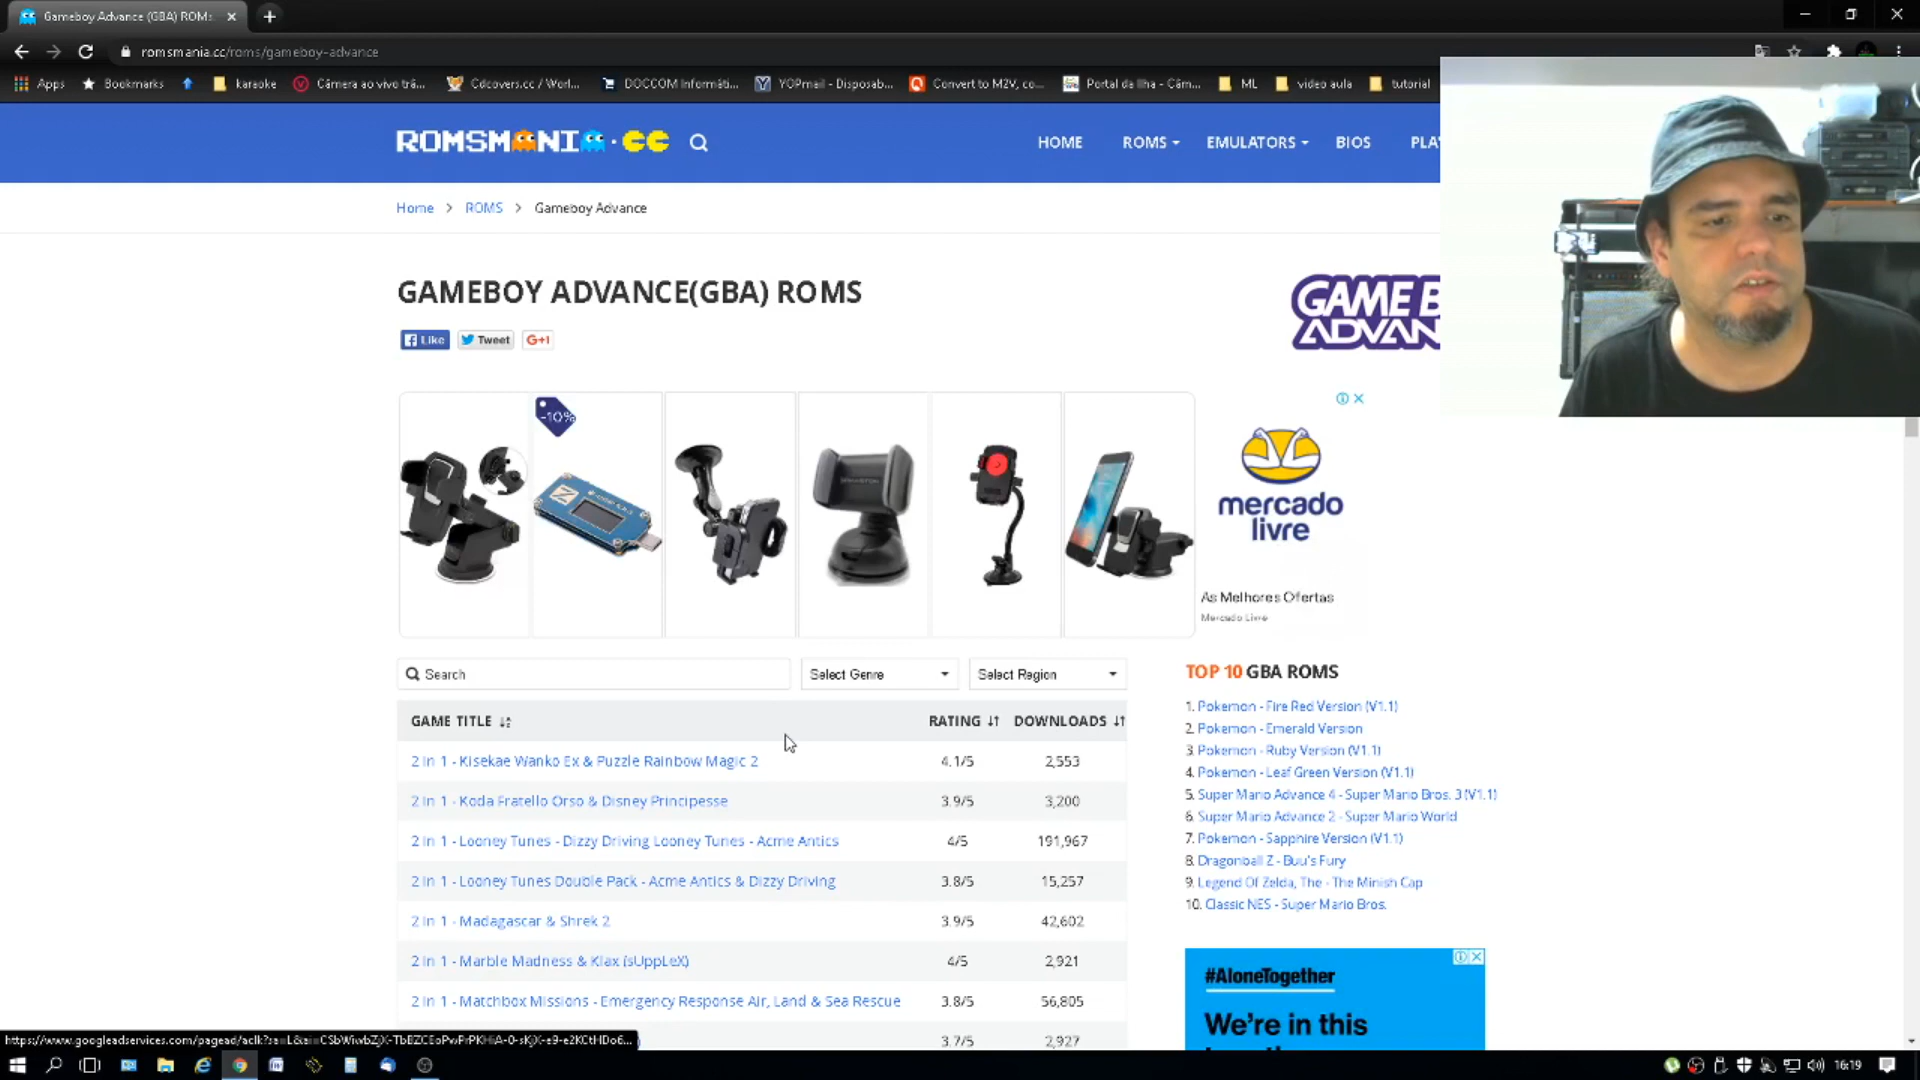 Gameboy Advance (GBA) ROMs
romsmania.cc/roms/gameboy-advance
Apps
Bookmarks
karaoke
Câmera ao vivo trâ...
Cdcovers.cc / Worl...
DOCCOM Informáti...
YOPmail - Disposab...
Convert to M2V, co...
Portal da Ilha - Câm...
ML
video aula
tutorial
ROMSMANIA.CC
HOME
ROMS
EMULATORS
BIOS
Home > ROMS > Gameboy Advance
GAMEBOY ADVANCE(GBA) ROMS
Like
Tweet
G+1
GAME B
ADVAN
-10%
mercado
livre
As Melhores Ofertas
Mercado Livre
Search
Select Genre
Select Region
GAME TITLE RATING DOWNLOADS
2 In 1 - Kisekae Wanko Ex & Puzzle Rainbow Magic 2 4.1/5 2,553
2 In 1 - Koda Fratello Orso & Disney Principesse 3.9/5 3,200
2 In 1 - Looney Tunes - Dizzy Driving Looney Tunes - Acme Antics 4/5 191,967
2 In 1 - Looney Tunes Double Pack - Acme Antics & Dizzy Driving 3.8/5 15,257
2 In 1 - Madagascar & Shrek 2 3.9/5 42,602
2 In 1 - Marble Madness & Klax (sUppLeX) 4/5 2,921
2 In 1 - Matchbox Missions - Emergency Response Air, Land & Sea Rescue 3.8/5 56,805
3.7/5 2,927
TOP 10 GBA ROMS
1. Pokemon - Fire Red Version (V1.1)
2. Pokemon - Emerald Version
3. Pokemon - Ruby Version (V1.1)
4. Pokemon - Leaf Green Version (V1.1)
5. Super Mario Advance 4 - Super Mario Bros. 3 (V1.1)
6. Super Mario Advance 2 - Super Mario World
7. Pokemon - Sapphire Version (V1.1)
8. Dragonball Z - Buu's Fury
9. Legend Of Zelda, The - The Minish Cap
10. Classic NES - Super Mario Bros.
#AloneTogether
We're in this
16:19